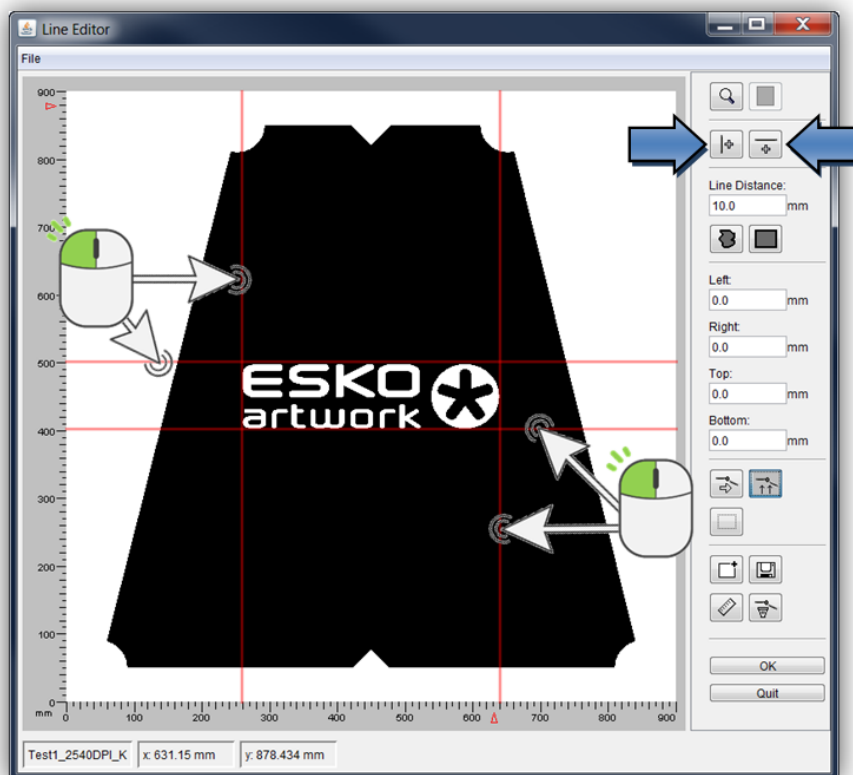 Line Editor
File
900
800
700
600
500
400
300
200
100
0
mm
0 100 200 300 400 500 600 700 800 900
ESKO
artwork
Line Distance:
10.0 mm
Left:
0.0 mm
Right:
0.0 mm
Top:
0.0 mm
Bottom:
0.0 mm
OK
Quit
Test1_2540DPI_K x: 631.15 mm y: 878.434 mm